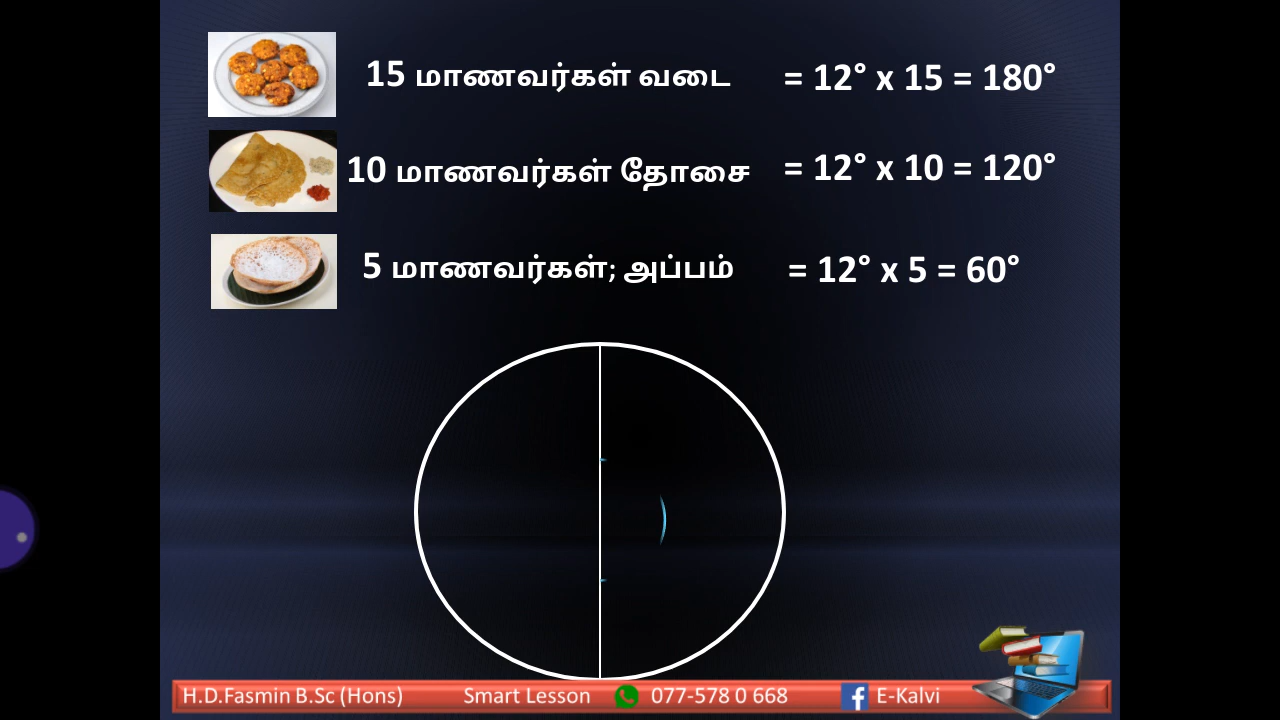 15 மாணவர்கள் வடை = 12° x 15 = 180°
10 மாணவர்கள் தோசை = 12° x 10 = 120°
5 மாணவர்கள்; அப்பம் = 12° x 5 = 60°
H.D.Fasmin B.Sc (Hons) Smart Lesson 077-578 0 668 E-Kalvi